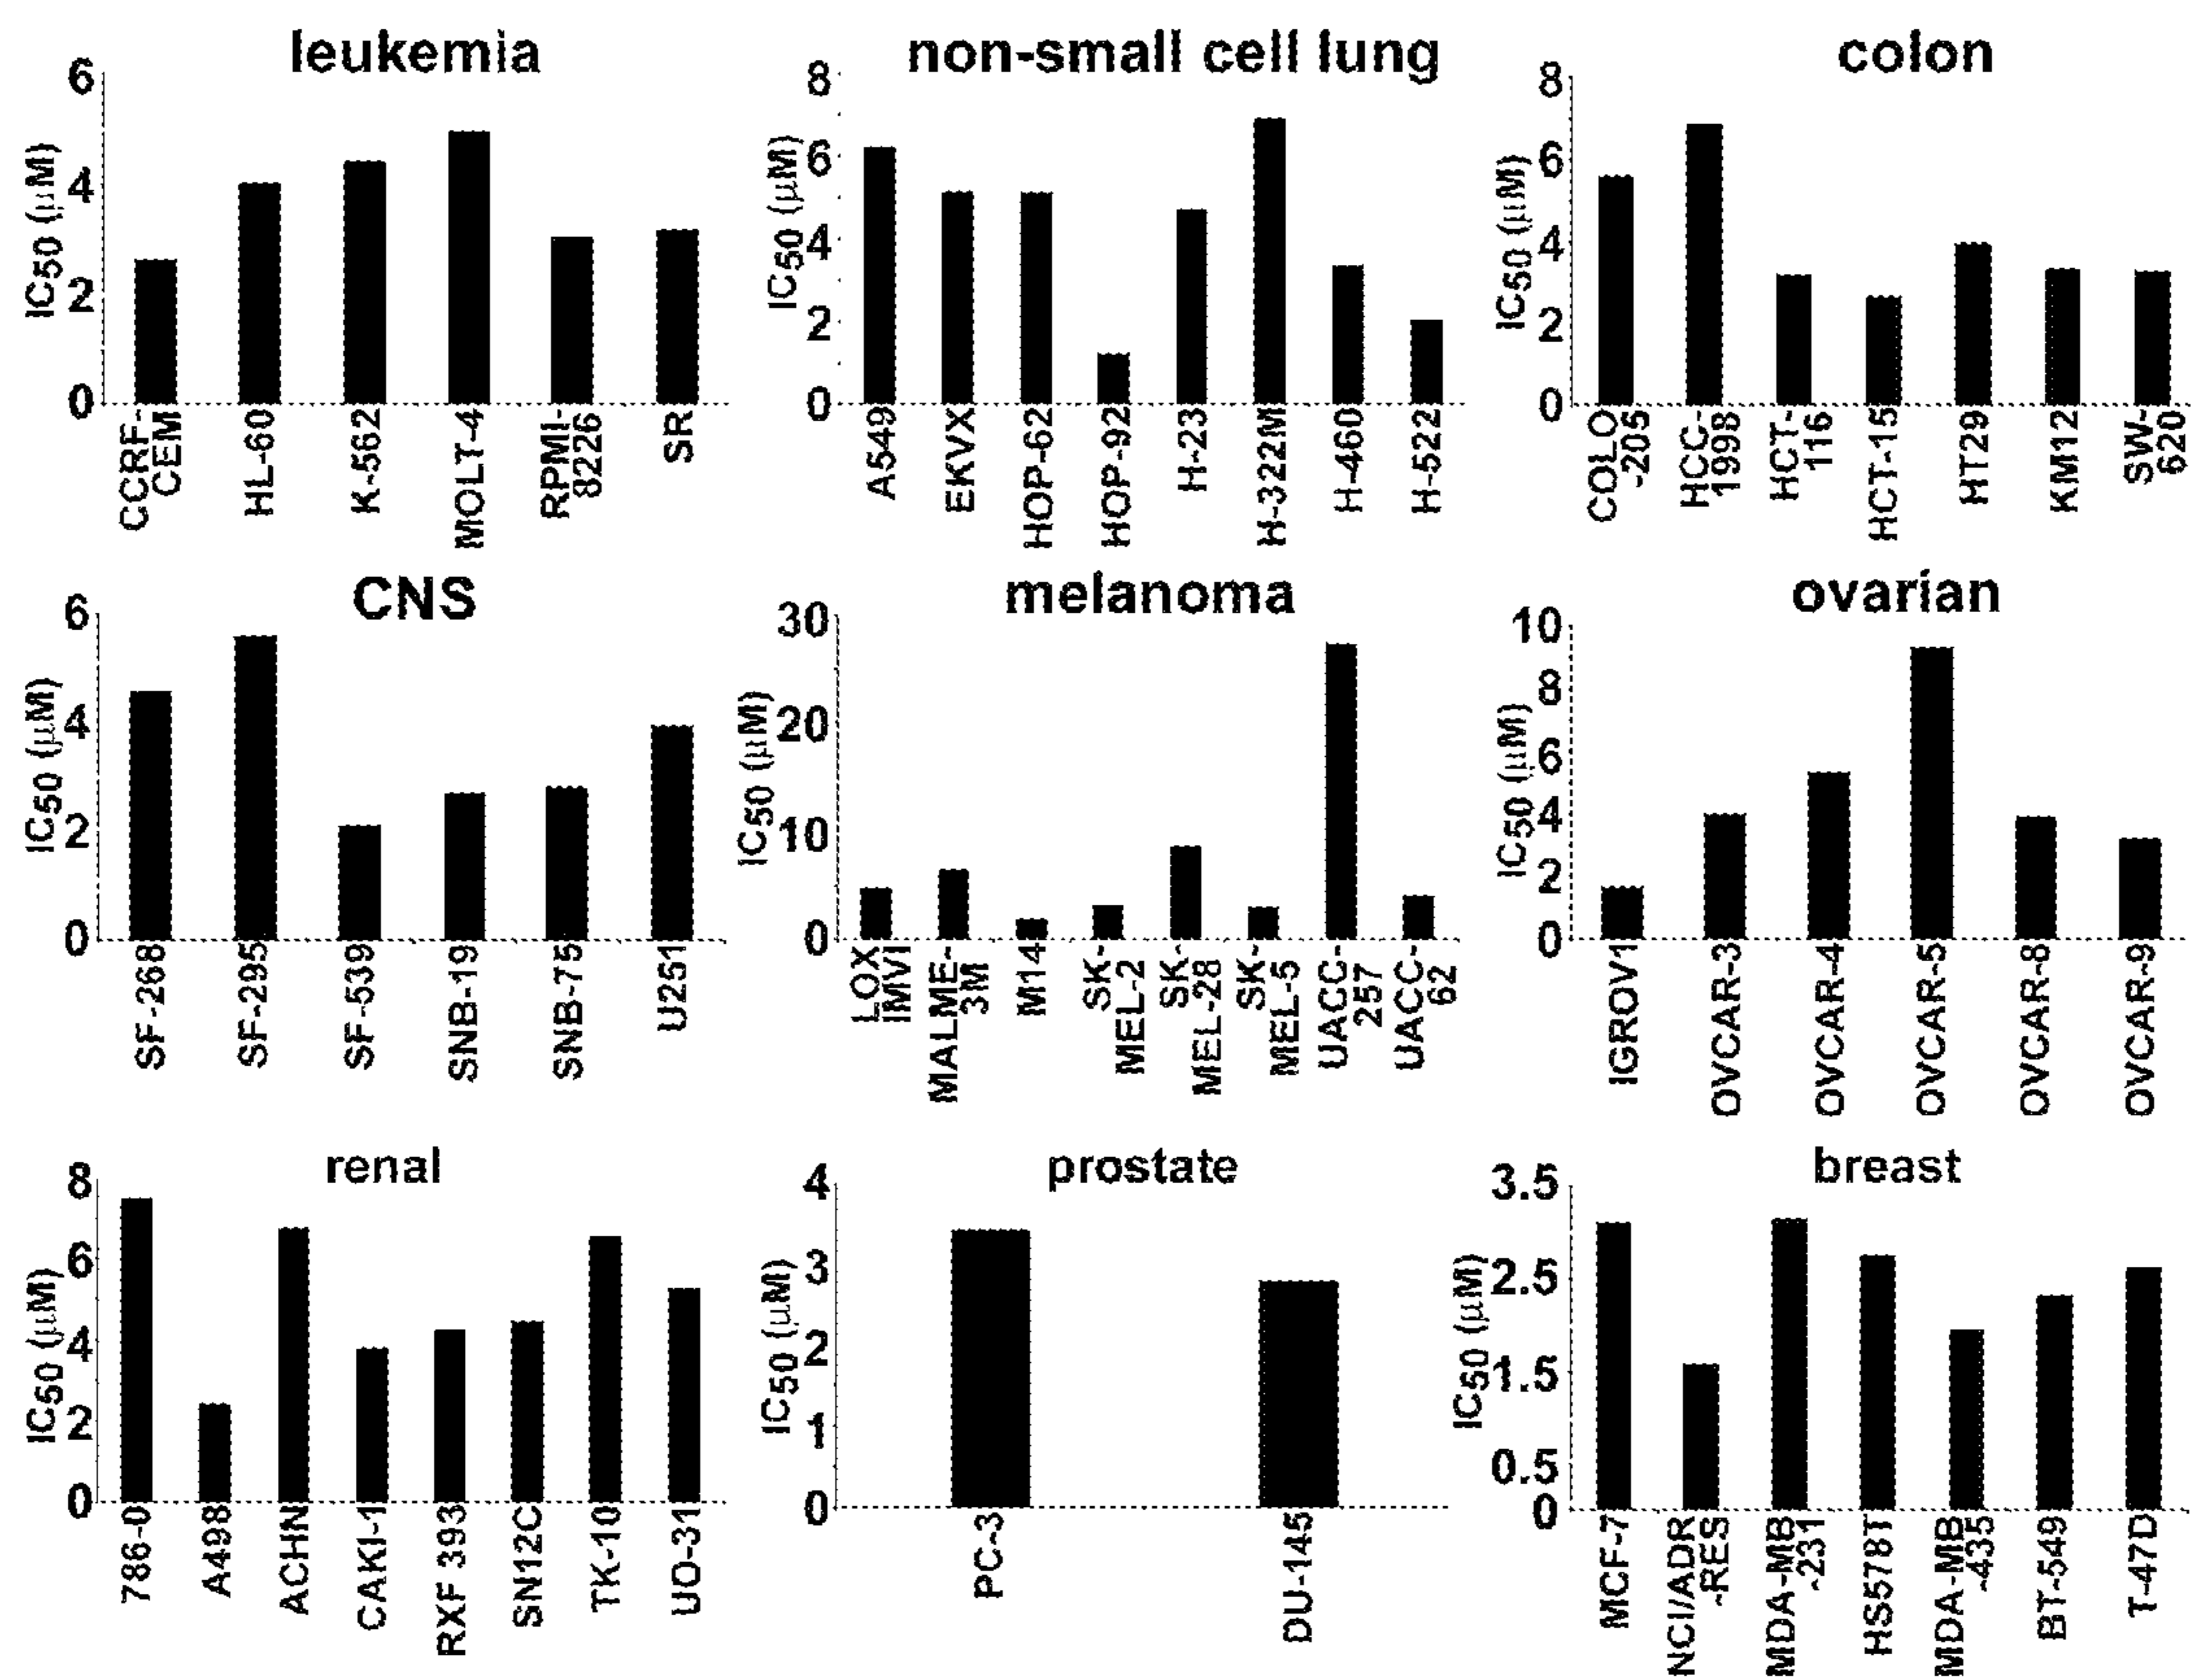 leukemia
IC50 (μM)
6
4
2
0
CCRF-
CEM
HL-60
K-562
MOLT-4
RPMI-
8226
SR
non-small cell lung
IC50 (μM)
8
6
4
2
0
A549
EKVX
HOP-62
HOP-92
H-23
H-322M
H-460
H-522
colon
IC50 (μM)
8
6
4
2
0
COLO
-205
HCC-
1998
HCT-
116
HCT-15
HT29
KM12
SW-
620
CNS
IC50 (μM)
6
4
2
0
SF-268
SF-295
SF-539
SNB-19
SNB-75
U251
melanoma
IC50 (μM)
30
20
10
0
LOX
IMVI
MALME-
3M
M14
SK-
MEL-2
SK-
MEL-28
SK-
MEL-5
UACC-
257
UACC-
62
ovarian
IC50 (μM)
10
8
6
4
2
0
IGROV1
OVCAR-3
OVCAR-4
OVCAR-5
OVCAR-8
OVCAR-9
renal
IC50 (μM)
8
6
4
2
0
786-0
A498
ACHN
CAKI-1
RXF 393
SN12C
TK-10
UO-31
prostate
IC50 (μM)
4
3
2
1
0
PC-3
DU-145
breast
IC50 (μM)
3.5
2.5
1.5
0.5
0
MCF-7
NCI/ADR
-RES
MDA-MB
-231
HS578T
MDA-MB
-435
BT-549
T-47D